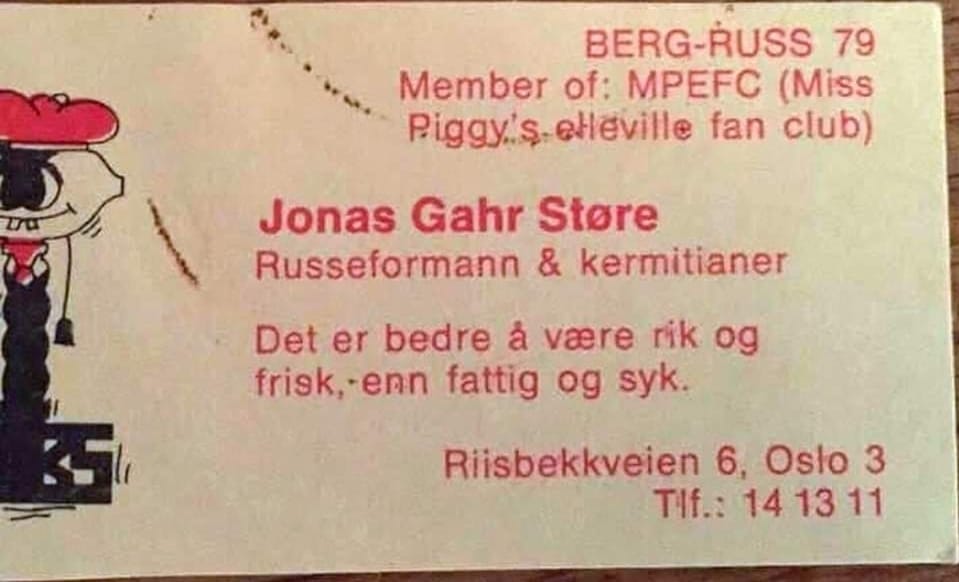 BERG-RUSS 79
Member of: MPEFC (Miss
Piggy's elleville fan club)
Jonas Gahr Støre
Russeformann & kermitianer
Det er bedre å være rik og
frisk, enn fattig og syk.
Riisbekkveien 6, Oslo 3
Tlf.: 14 13 11